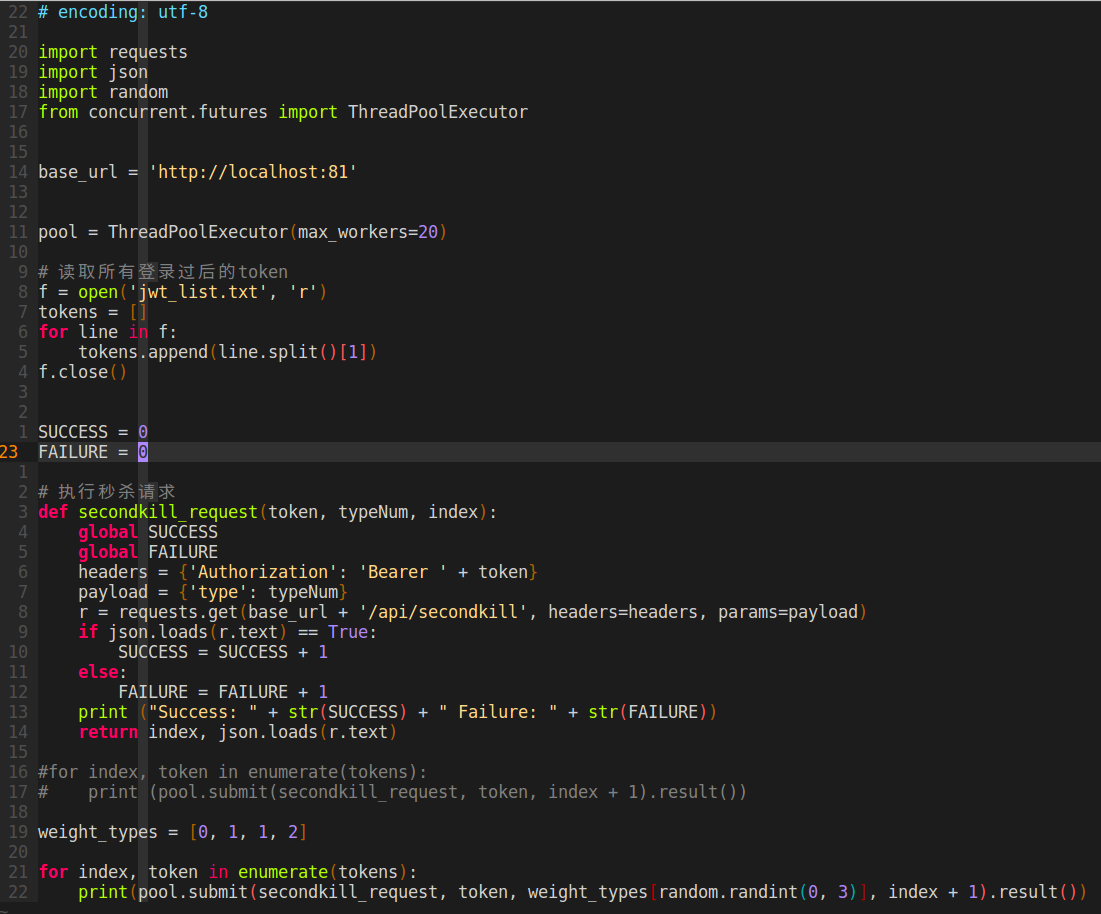 22 # encoding: utf-8
21
20 import requests
19 import json
18 import random
17 from concurrent.futures import ThreadPoolExecutor
16
15
14 base_url = 'http://localhost:81'
13
12
11 pool = ThreadPoolExecutor(max_workers=20)
10
9 # 读取所有登录过后的token
8 f = open('jwt_list.txt', 'r')
7 tokens = []
6 for line in f:
5     tokens.append(line.split()[1])
4 f.close()
3
2
1 SUCCESS = 0
23 FAILURE = 0
1
2 # 执行秒杀请求
3 def secondkill_request(token, typeNum, index):
4     global SUCCESS
5     global FAILURE
6     headers = {'Authorization': 'Bearer ' + token}
7     payload = {'type': typeNum}
8     r = requests.get(base_url + '/api/secondkill', headers=headers, params=payload)
9     if json.loads(r.text) == True:
10         SUCCESS = SUCCESS + 1
11     else:
12         FAILURE = FAILURE + 1
13     print ("Success: " + str(SUCCESS) + " Failure: " + str(FAILURE))
14     return index, json.loads(r.text)
15
16 #for index, token in enumerate(tokens):
17 #    print (pool.submit(secondkill_request, token, index + 1).result())
18
19 weight_types = [0, 1, 1, 2]
20
21 for index, token in enumerate(tokens):
22     print(pool.submit(secondkill_request, token, weight_types[random.randint(0, 3)], index + 1).result())
~